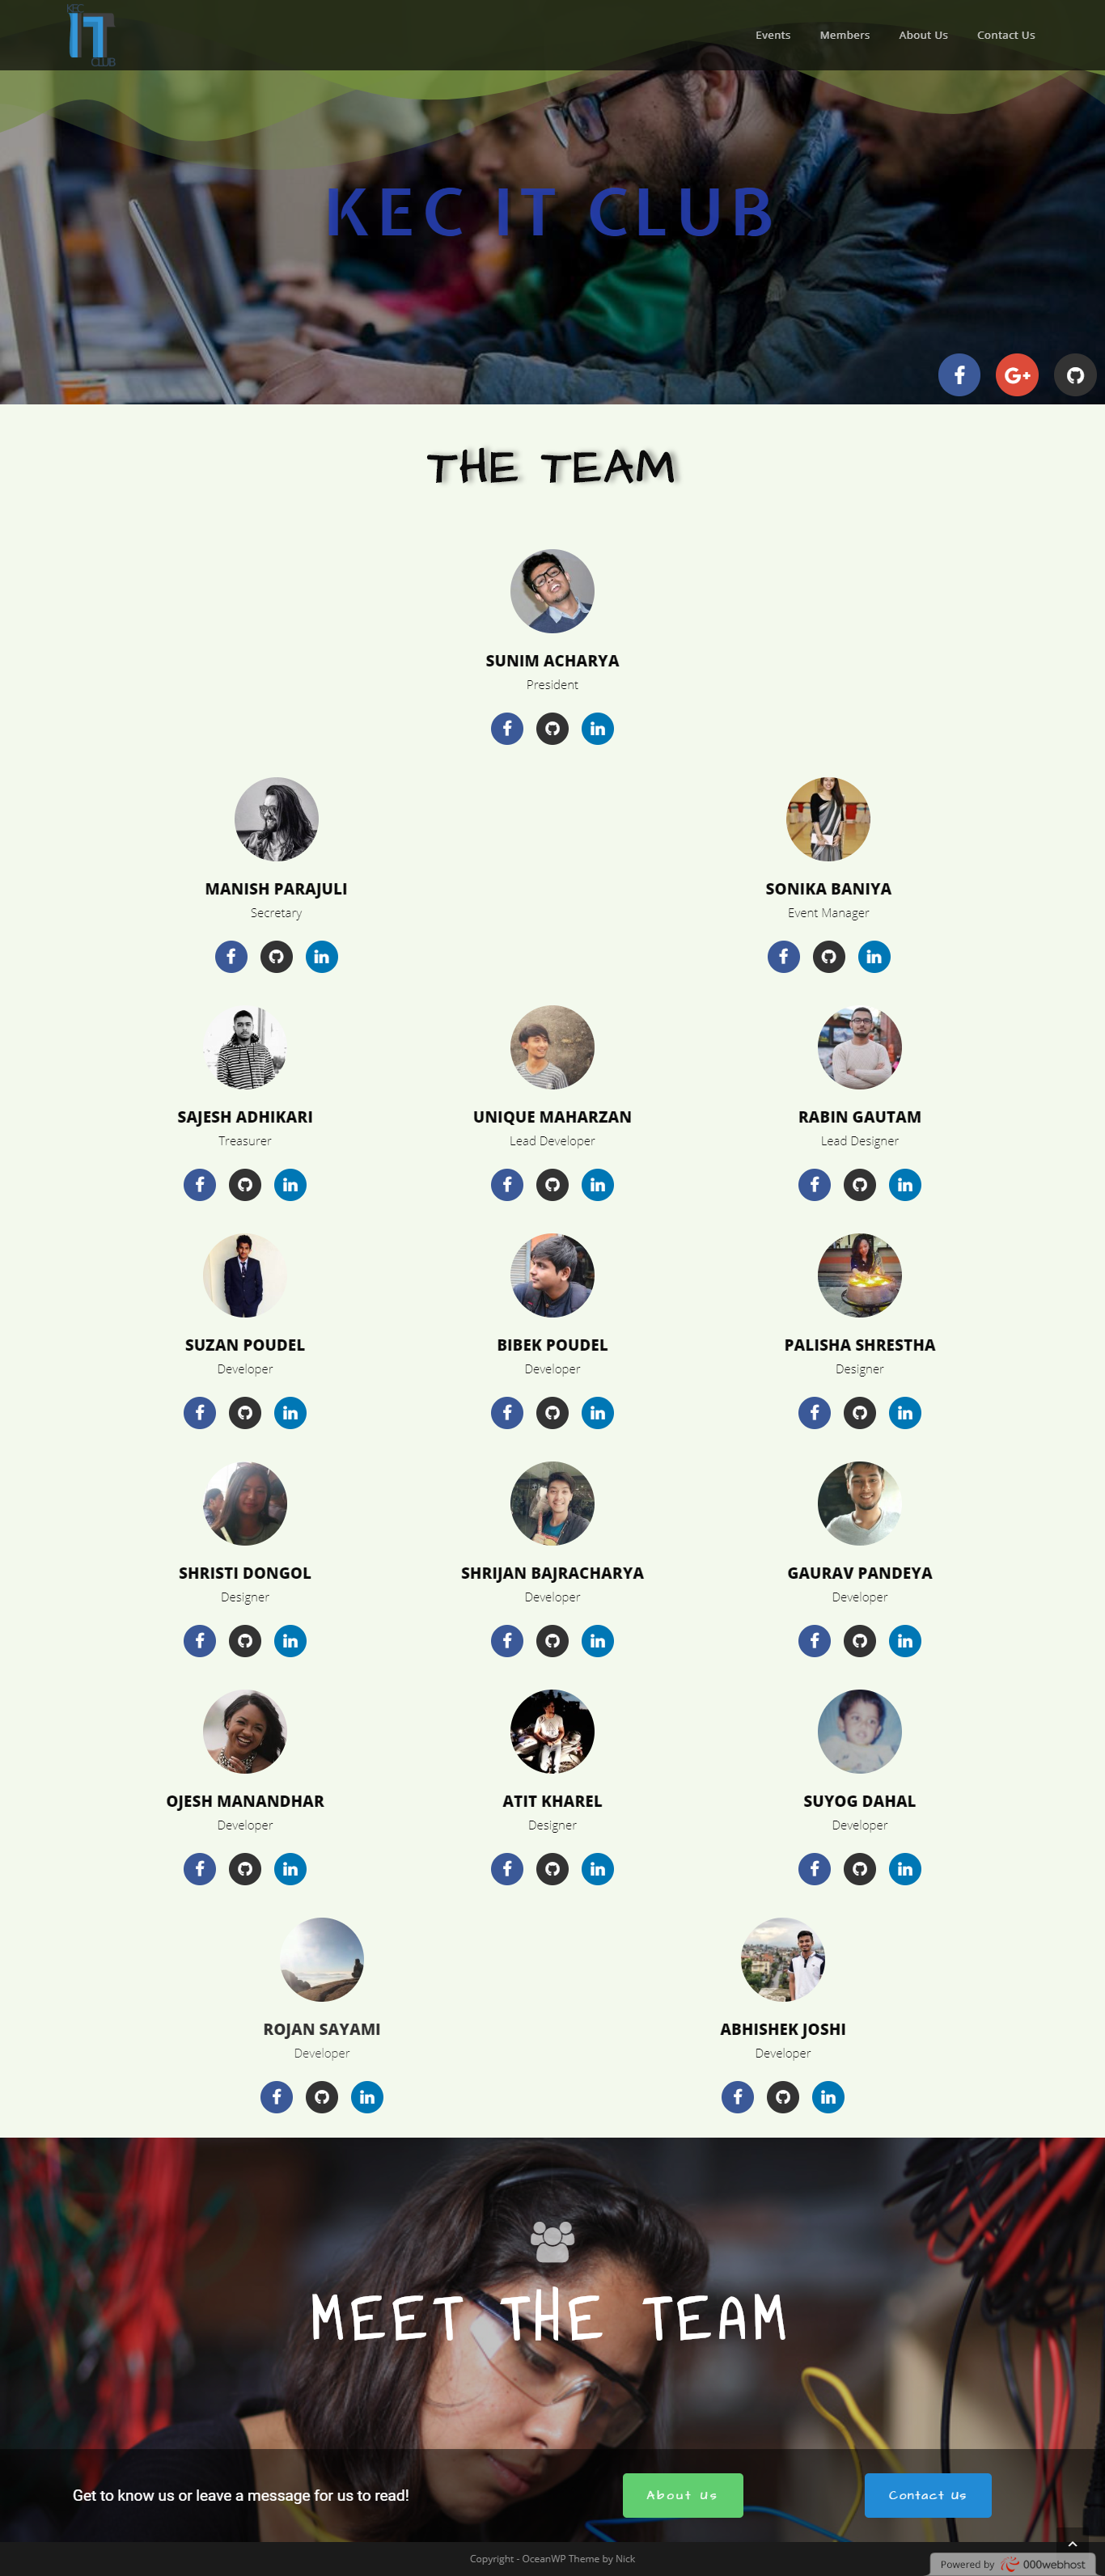 KEC
IT
CLUB
Events Members About Us Contact Us
KEC IT CLUB
THE TEAM
SUNIM ACHARYA
President
MANISH PARAJULI SONIKA BANIYA
Secretary Event Manager
SAJESH ADHIKARI UNIQUE MAHARZAN RABIN GAUTAM
Treasurer Lead Developer Lead Designer
SUZAN POUDEL BIBEK POUDEL PALISHA SHRESTHA
Developer Developer Designer
SHRISTI DONGOL SHRIJAN BAJRACHARYA GAURAV PANDEYA
Designer Developer Developer
OJESH MANANDHAR ATIT KHAREL SUYOG DAHAL
Developer Designer Developer
ROJAN SAYAMI ABHISHEK JOSHI
Developer Developer
MEET THE TEAM
Get to know us or leave a message for us to read! About Us Contact Us
Copyright - OceanWP Theme by Nick
Powered by 000webhost